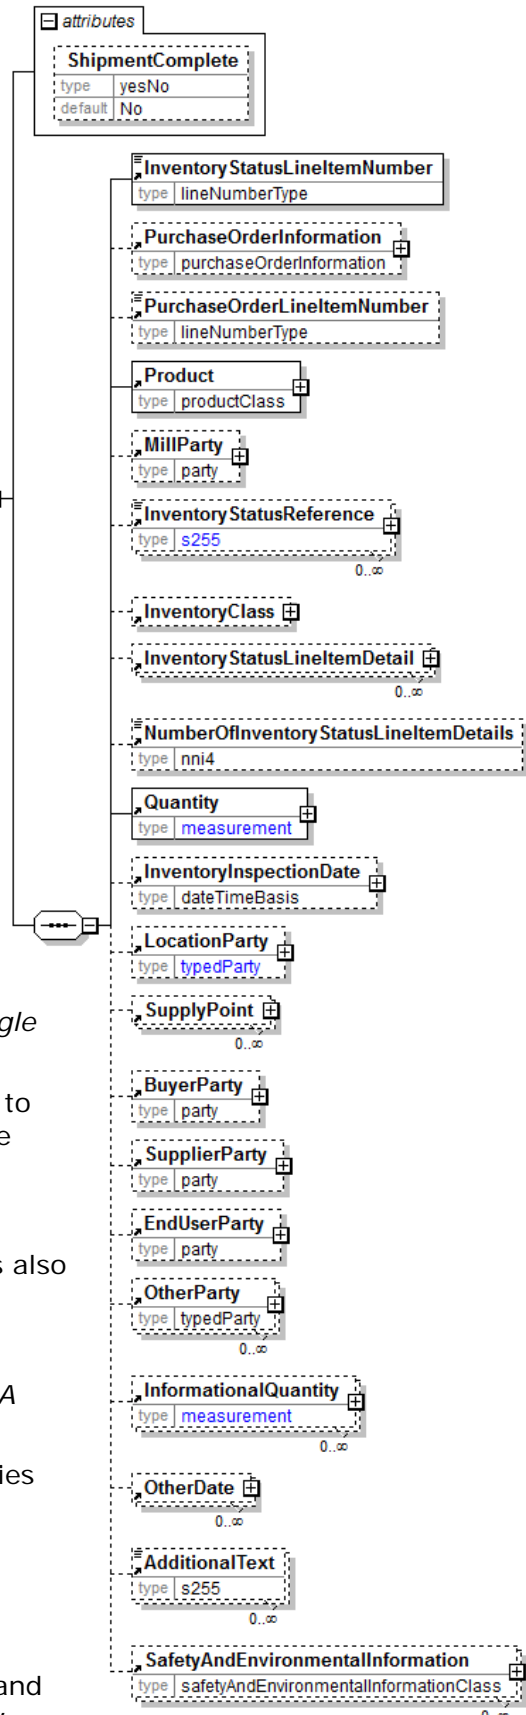 attributes
ShipmentComplete
type yesNo
default No
InventoryStatusLineItemNumber
type lineNumberType
PurchaseOrderInformation
type purchaseOrderInformation
PurchaseOrderLineItemNumber
type lineNumberType
Product
type productClass
MillParty
type party
InventoryStatusReference
type s255
0..∞
InventoryClass
InventoryStatusLineItemDetail
0..∞
NumberOfInventoryStatusLineItemDetails
type nni4
Quantity
type measurement
InventoryInspectionDate
type dateTimeBasis
LocationParty
type typedParty
gle
SupplyPoint
0..∞
BuyerParty
type party
to
e
SupplierParty
type party
EndUserParty
type party
s also
OtherParty
type typedParty
0..∞
A
InformationalQuantity
type measurement
0..∞
ies
OtherDate
0..∞
AdditionalText
type s255
0..∞
SafetyAndEnvironmentalInformation
type safetyAndEnvironmentalInformationClass
and
0..∞